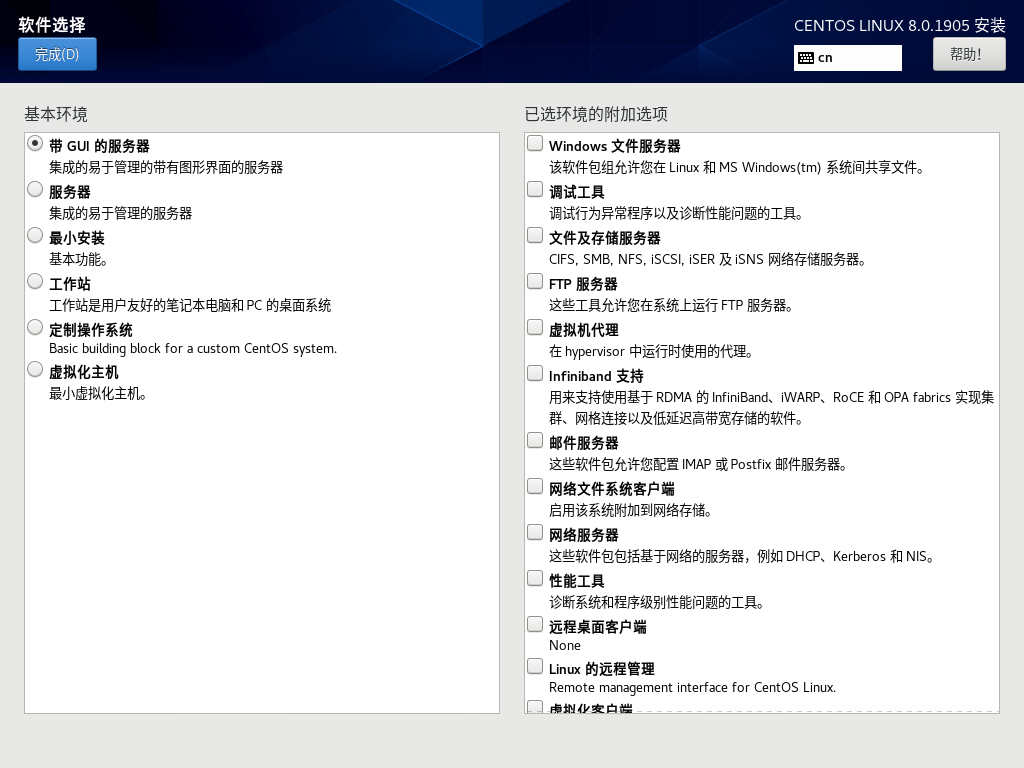 软件选择
完成(D)
CENTOS LINUX 8.0.1905 安装
cn
帮助!
基本环境
带 GUI 的服务器
集成的易于管理的带有图形界面的服务器
服务器
集成的易于管理的服务器
最小安装
基本功能。
工作站
工作站是用户友好的笔记本电脑和 PC 的桌面系统
定制操作系统
Basic building block for a custom CentOS system.
虚拟化主机
最小虚拟化主机。
已选环境的附加选项
Windows 文件服务器
该软件包组允许您在 Linux 和 MS Windows(tm) 系统间共享文件。
调试工具
调试行为异常程序以及诊断性能问题的工具。
文件及存储服务器
CIFS, SMB, NFS, iSCSI, iSER 及 iSNS 网络存储服务器。
FTP 服务器
这些工具允许您在系统上运行 FTP 服务器。
虚拟机代理
在 hypervisor 中运行时使用的代理。
Infiniband 支持
用来支持使用基于 RDMA 的 InfiniBand、iWARP、RoCE 和 OPA fabrics 实现集
群、网格连接以及低延迟高带宽存储的软件。
邮件服务器
这些软件包允许您配置 IMAP 或 Postfix 邮件服务器。
网络文件系统客户端
启用该系统附加到网络存储。
网络服务器
这些软件包包括基于网络的服务器，例如 DHCP、Kerberos 和 NIS。
性能工具
诊断系统和程序级别性能问题的工具。
远程桌面客户端
None
Linux 的远程管理
Remote management interface for CentOS Linux.
虚拟化客户端